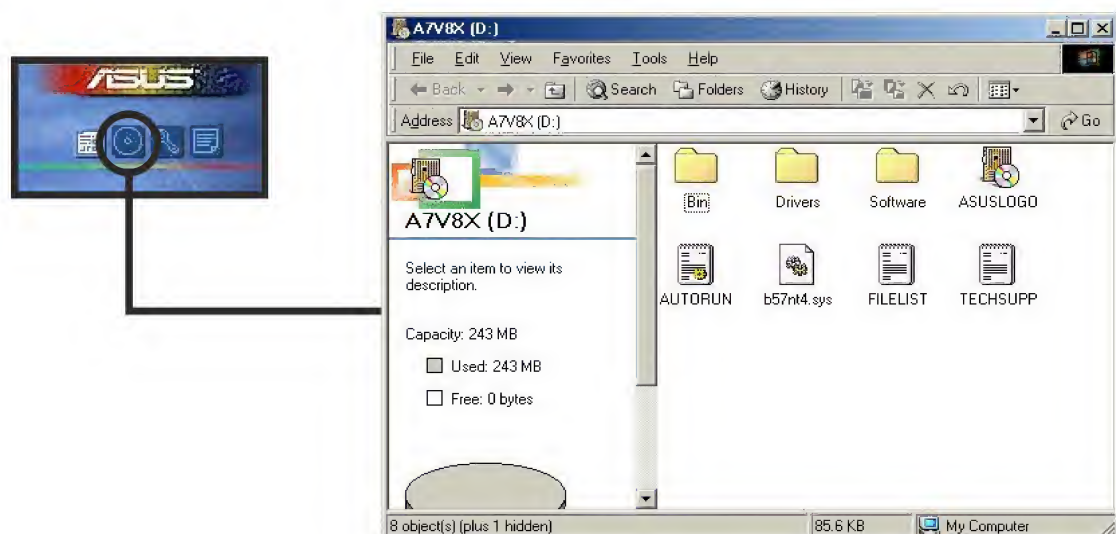 ASUS
A7V8X (D:)
File Edit View Favorites Tools Help
Back Search Folders History
Address A7V8X (D:) Go
A7V8X (D:)
Select an item to view its
description.
Capacity: 243 MB
Used: 243 MB
Free: 0 bytes
Bin Drivers Software ASUSLOGO
AUTORUN b57nt4.sys FILELIST TECHSUPP
8 object(s) (plus 1 hidden) 85.6 KB My Computer